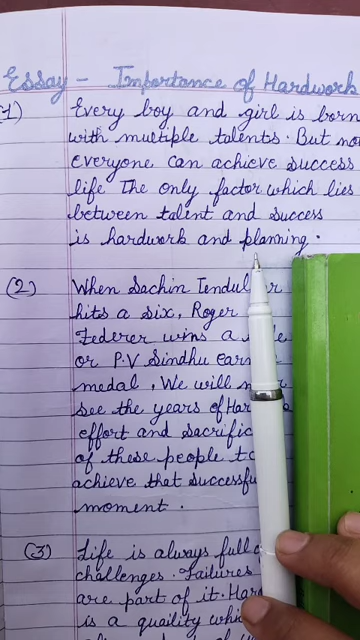 Essay - Importance of Hardwork
(1) Every boy and girl is born
with multiple talents. But not
everyone can achieve success
life The only factor which lies
between talent and success
is hardwork and planning.
(2) When Sachin Tendul
hits a six, Roger
Federer wins a
or P.V Sindhu earn
medal, We will
see the years of Har
effort and sacrific
of these people to
achieve that successfu
moment.
(3) Life is always full
challenges. Failures
are part of it. Hard
is a quaility whi